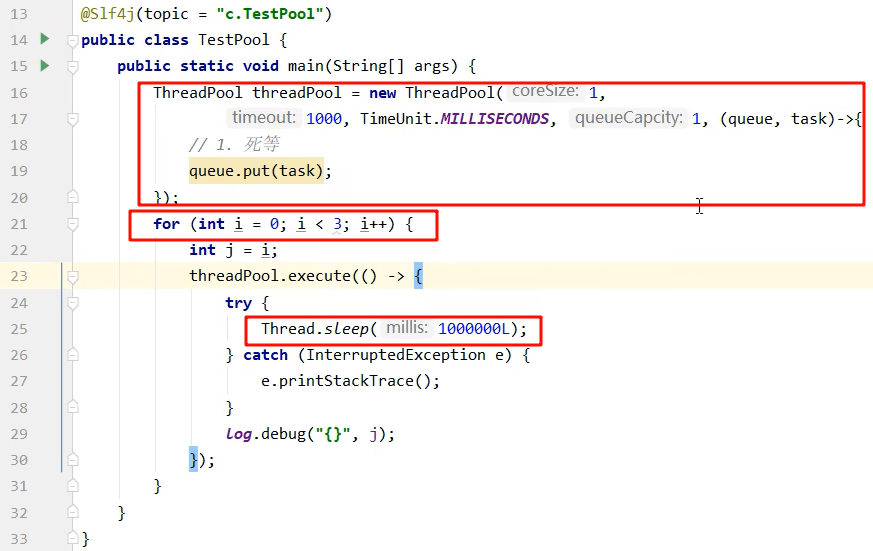 13 @Slf4j(topic = "c.TestPool")
14 public class TestPool {
15 public static void main(String[] args) {
16 ThreadPool threadPool = new ThreadPool( coreSize: 1,
17 timeout: 1000, TimeUnit.MILLISECONDS, queueCapcity: 1, (queue, task)->{
18 // 1. 死等
19 queue.put(task);
20 });
21 for (int i = 0; i < 3; i++) {
22 int j = i;
23 threadPool.execute(() -> {
24 try {
25 Thread.sleep( millis: 1000000L);
26 } catch (InterruptedException e) {
27 e.printStackTrace();
28 }
29 log.debug("{}", j);
30 });
31 }
32 }
33 }